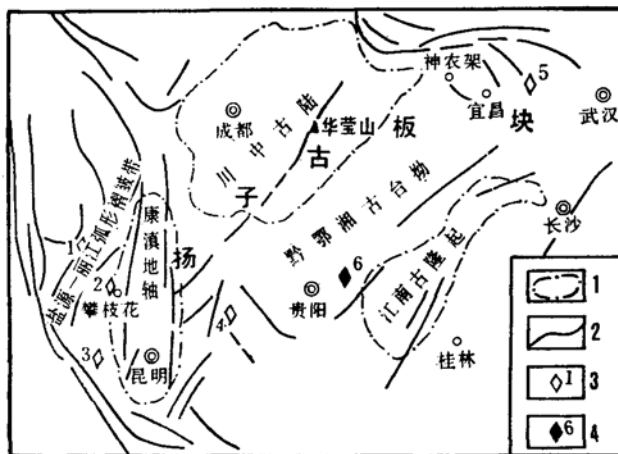 神农架
5
宜昌
武汉
成都
川中古陆
华莹山
扬子古板块
盐源—丽江弧形褶皱带
康滇地轴
黔鄂湘古台坳
长沙
1
2
攀枝花
6
贵阳
江南古隆起
4
3
昆明
桂林
1
2
1 3
6 4